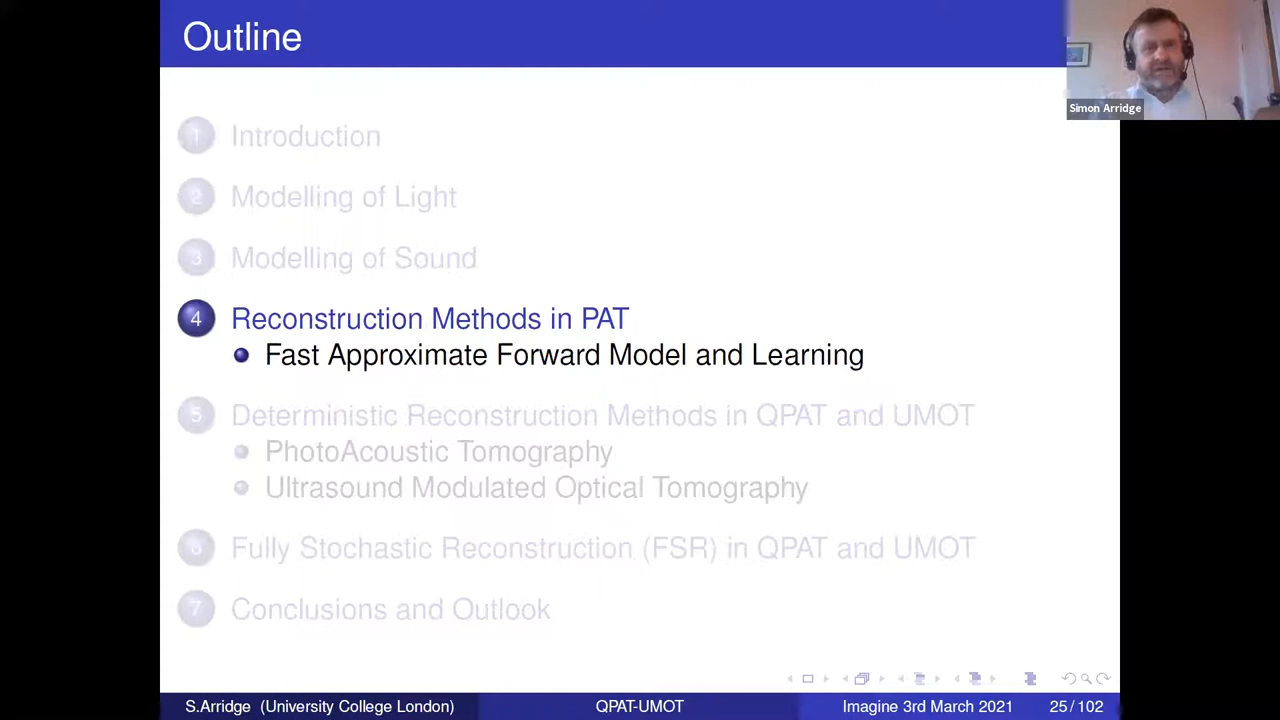 Outline
Simon Arridge
1 Introduction
2 Modelling of Light
3 Modelling of Sound
4 Reconstruction Methods in PAT
Fast Approximate Forward Model and Learning
5 Deterministic Reconstruction Methods in QPAT and UMOT
PhotoAcoustic Tomography
Ultrasound Modulated Optical Tomography
6 Fully Stochastic Reconstruction (FSR) in QPAT and UMOT
7 Conclusions and Outlook
S.Arridge (University College London) QPAT-UMOT Imagine 3rd March 2021 25 / 102